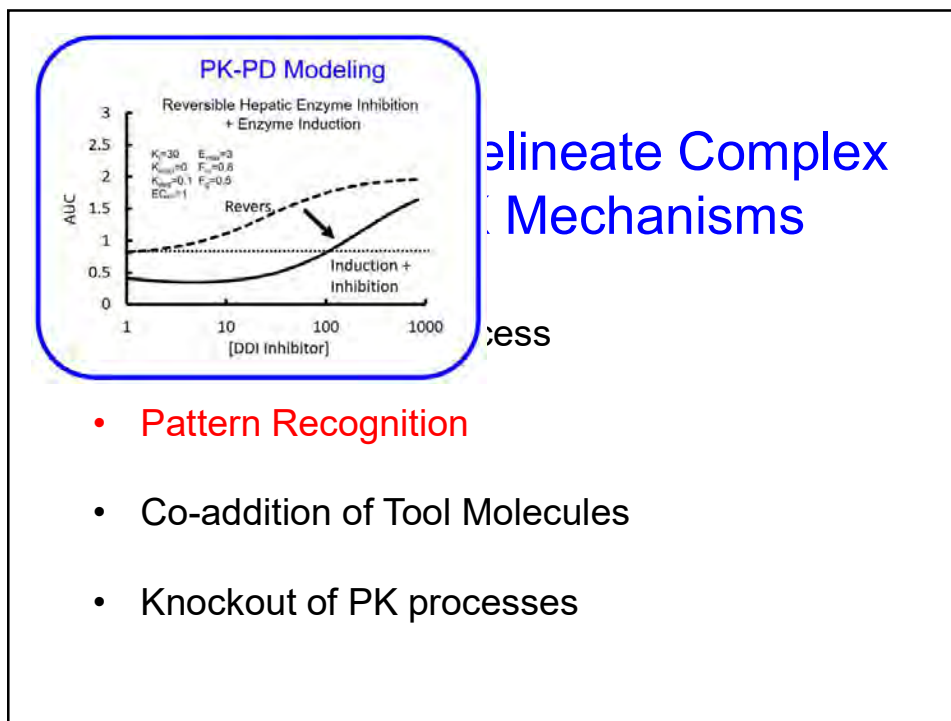 PK-PD Modeling
Reversible Hepatic Enzyme Inhibition
+ Enzyme Induction
3
2.5
2
1.5
1
0.5
0
AUC
Revers.
Induction +
Inhibition
1
10
100
1000
[DDI Inhibitor]
elineate Complex
Mechanisms
cess
• Pattern Recognition
• Co-addition of Tool Molecules
• Knockout of PK processes